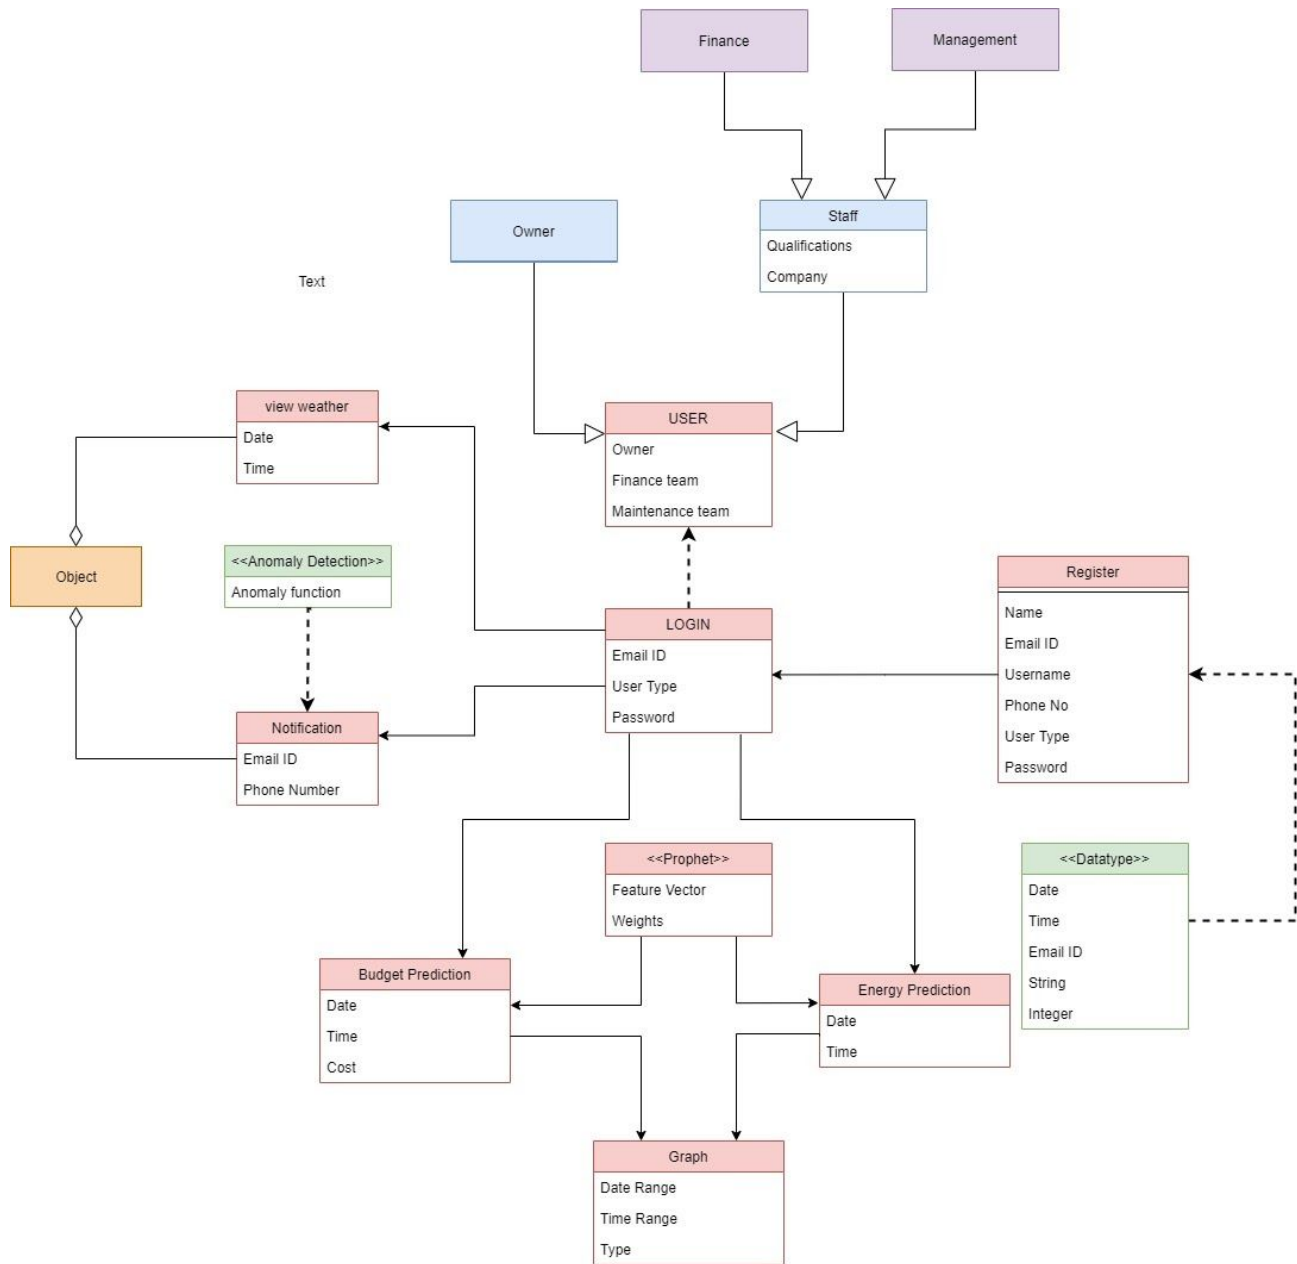 Finance
Management
Staff
Qualifications
Company
Owner
Text
view weather
Date
Time
USER
Owner
Finance team
Maintenance team
<<Anomaly Detection>>
Anomaly function
Object
Register
Name
Email ID
Username
Phone No
User Type
Password
LOGIN
Email ID
User Type
Password
Notification
Email ID
Phone Number
<<Prophet>>
Feature Vector
Weights
<<Datatype>>
Date
Time
Email ID
String
Integer
Budget Prediction
Date
Time
Cost
Energy Prediction
Date
Time
Graph
Date Range
Time Range
Type